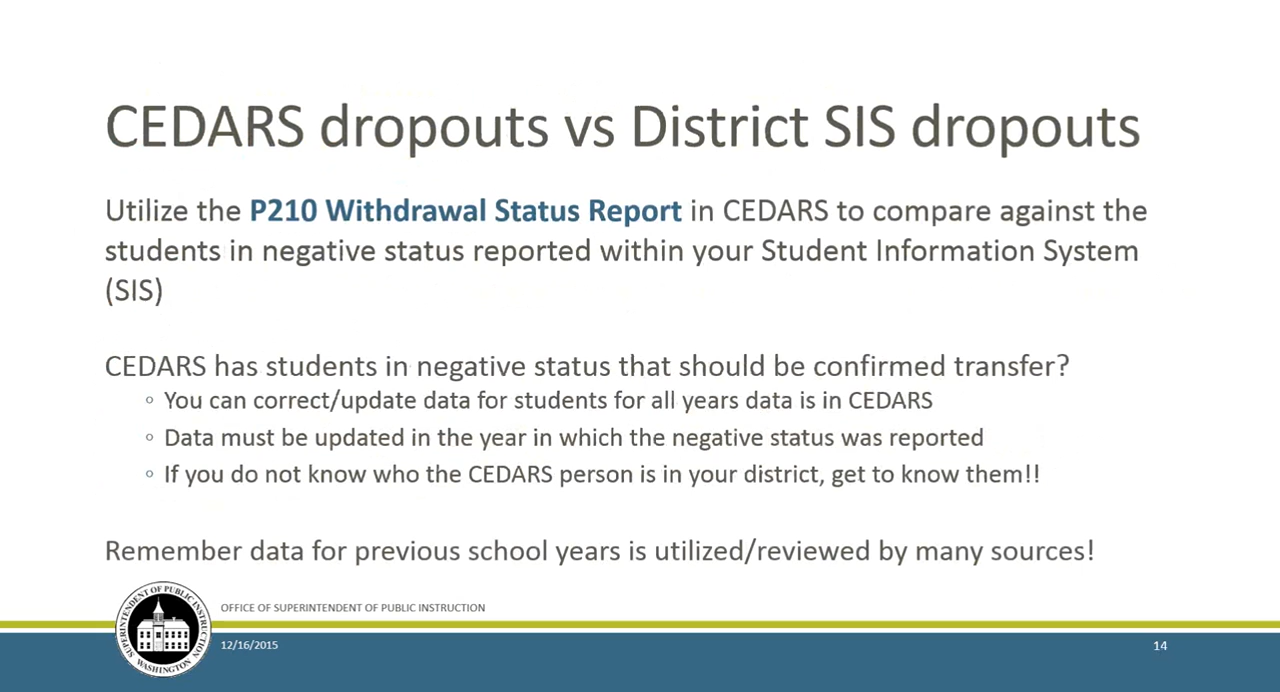 CEDARS dropouts vs District SIS dropouts
Utilize the P210 Withdrawal Status Report in CEDARS to compare against the
students in negative status reported within your Student Information System
(SIS)
CEDARS has students in negative status that should be confirmed transfer?
◦ You can correct/update data for students for all years data is in CEDARS
◦ Data must be updated in the year in which the negative status was reported
◦ If you do not know who the CEDARS person is in your district, get to know them!!
Remember data for previous school years is utilized/reviewed by many sources!
SUPERINTENDENT OF PUBLIC INSTRUCTION
WASHINGTON
OFFICE OF SUPERINTENDENT OF PUBLIC INSTRUCTION
12/16/2015
14